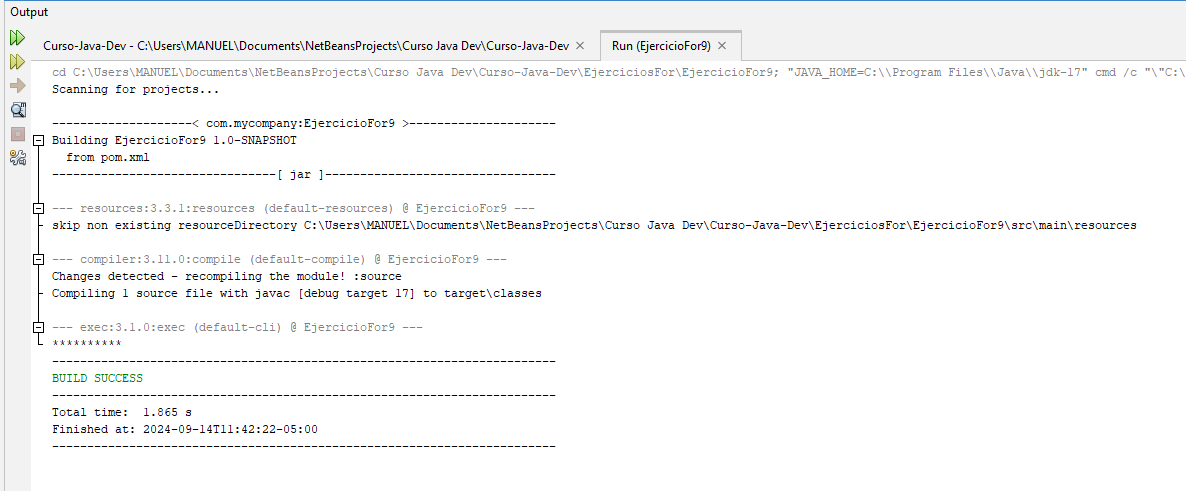 Output
Curso-Java-Dev - C:\Users\MANUEL\Documents\NetBeansProjects\Curso Java Dev\Curso-Java-Dev × Run (EjercicioFor9) ×
cd C:\Users\MANUEL\Documents\NetBeansProjects\Curso Java Dev\Curso-Java-Dev\EjerciciosFor\EjercicioFor9; "JAVA_HOME=C:\\Program Files\\Java\\jdk-17" cmd /c "\"C:\
Scanning for projects...
--------------------< com.mycompany:EjercicioFor9 >---------------------
Building EjercicioFor9 1.0-SNAPSHOT
from pom.xml
--------------------------------[ jar ]---------------------------------
--- resources:3.3.1:resources (default-resources) @ EjercicioFor9 ---
skip non existing resourceDirectory C:\Users\MANUEL\Documents\NetBeansProjects\Curso Java Dev\Curso-Java-Dev\EjerciciosFor\EjercicioFor9\src\main\resources
--- compiler:3.11.0:compile (default-compile) @ EjercicioFor9 ---
Changes detected - recompiling the module! :source
Compiling 1 source file with javac [debug target 17] to target\classes
--- exec:3.1.0:exec (default-cli) @ EjercicioFor9 ---
**********
------------------------------------------------------------------------
BUILD SUCCESS
------------------------------------------------------------------------
Total time:  1.865 s
Finished at: 2024-09-14T11:42:22-05:00
------------------------------------------------------------------------